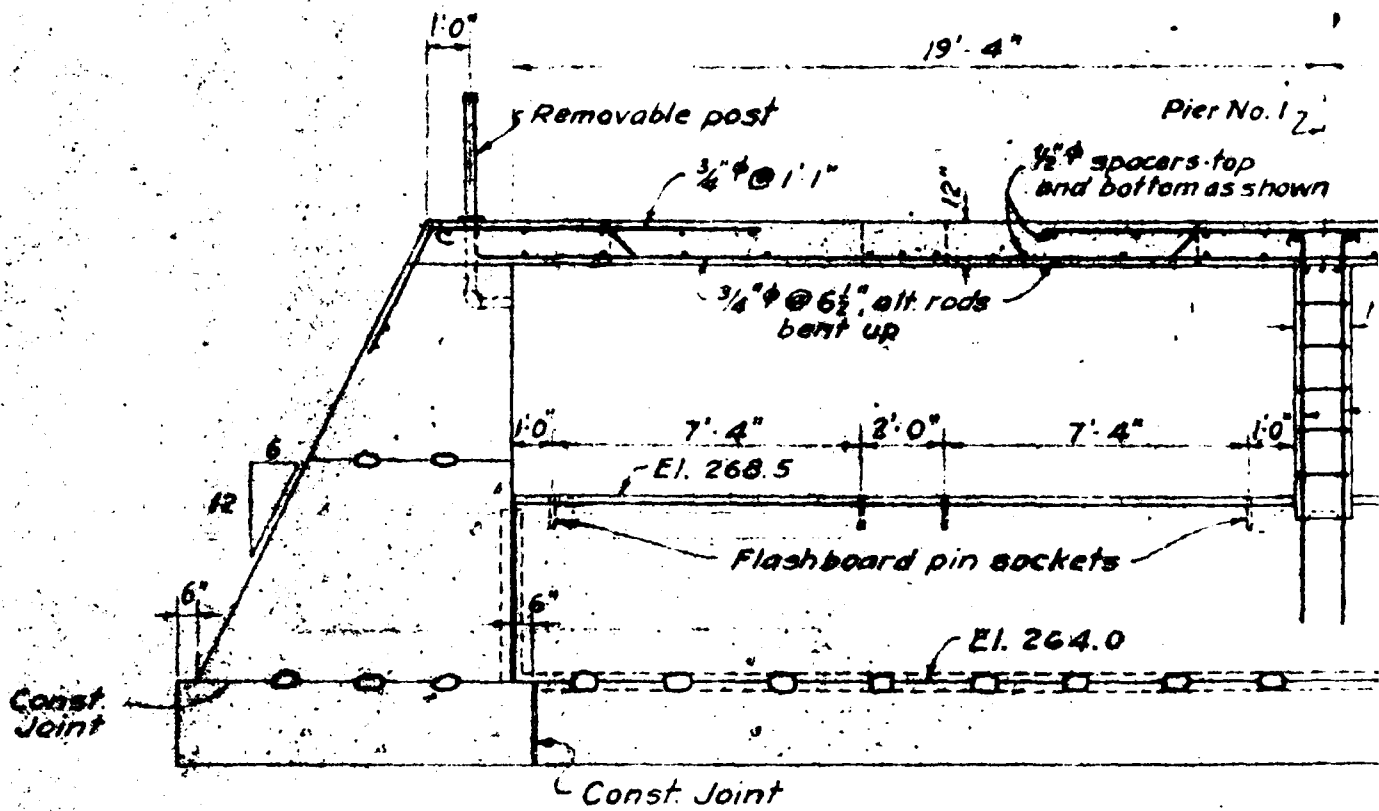 1'-0"
19'-4"
Removable post
Pier No. 1
3/4"ϕ @ 1'1"
1/2"ϕ spacers-top
and bottom as shown
12"
3/4"ϕ @ 6 1/2", alt. rods
bent up
1'-0"
7'-4"
2'-0"
7'-4"
1'-0"
6
12
El. 268.5
Flashboard pin sockets
6"
6"
El. 264.0
Const.
Joint
Const. Joint